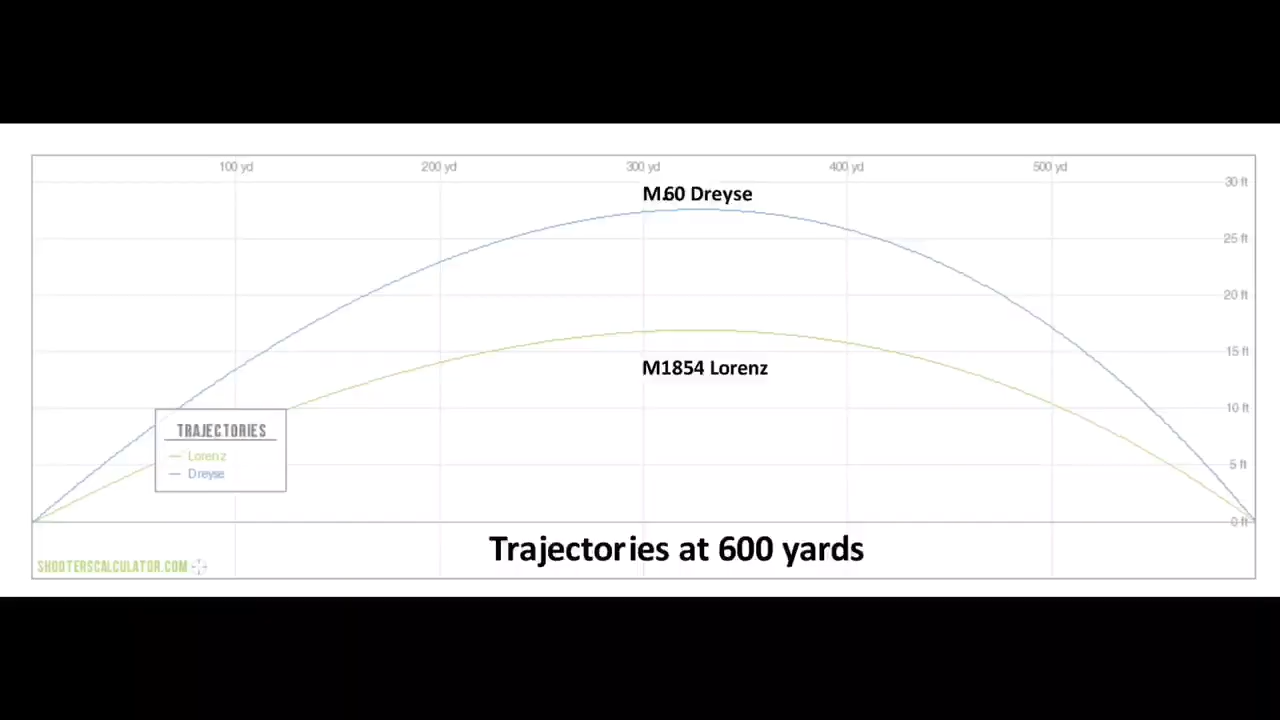 100 yd 200 yd 300 yd 400 yd 500 yd
30 ft
M.60 Dreyse
25 ft
20 ft
15 ft
M1854 Lorenz
10 ft
TRAJECTORIES
Lorenz
5 ft
Dreyse
0 ft
Trajectories at 600 yards
SHOOTERSCALCULATOR.COM